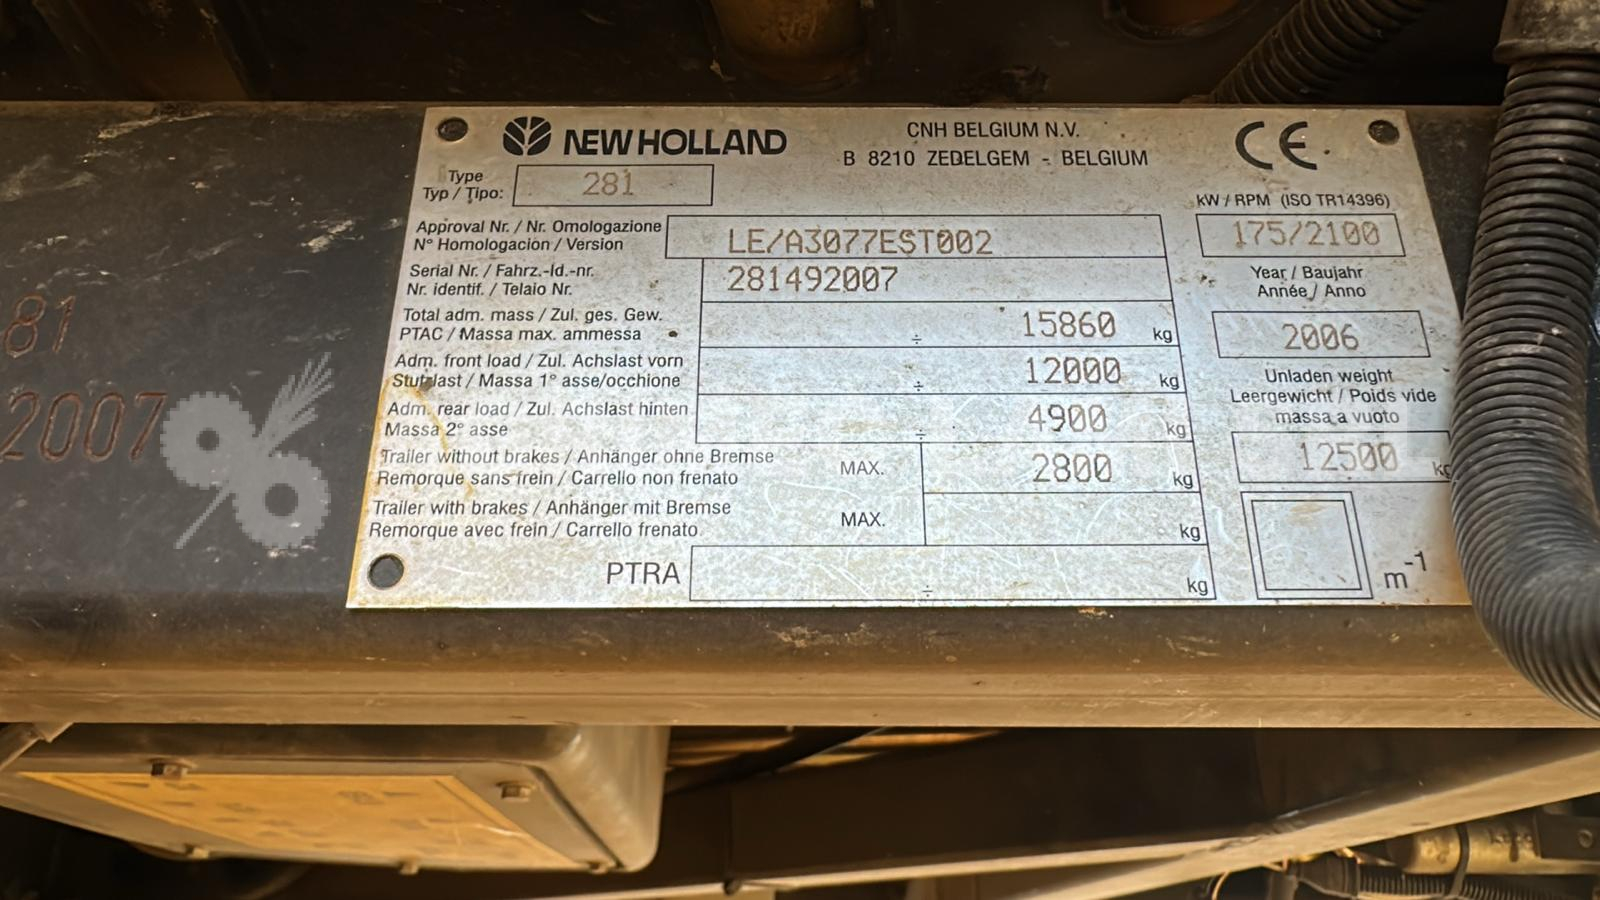 NEW HOLLAND
CNH BELGIUM N.V.
B 8210 ZEDELGEM - BELGIUM
CE
Type
Typ / Tipo:
281
kW / RPM (ISO TR14396)
175/2100
Approval Nr. / Nr. Omologazione
N° Homologación / Version
LE/A3077EST002
Serial Nr. / Fahrz.-Id.-nr.
Nr. identif. / Telaio Nr.
281492007
Year / Baujahr
Année / Anno
2006
Total adm. mass / Zul. ges. Gew.
PTAC / Massa max. ammessa
÷ 15860 kg
Adm. front load / Zul. Achslast vorn
Stutzlast / Massa 1° asse/occhione
÷ 12000 kg
Unladen weight
Leergewicht / Poids vide
massa a vuoto
12500 kg
Adm. rear load / Zul. Achslast hinten
Massa 2° asse
÷ 4900 kg
Trailer without brakes / Anhänger ohne Bremse
Remorque sans frein / Carrello non frenato
MAX. 2800 kg
Trailer with brakes / Anhänger mit Bremse
Remorque avec frein / Carrello frenato
MAX. kg
PTRA ÷ kg
m-1
81
2007